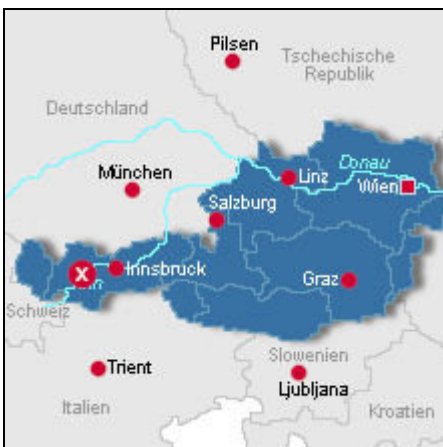 Pilsen
Tschechische
Republik
Deutschland
Donau
München
Linz
Wien
Salzburg
X
Innsbruck
Graz
Schweiz
Slowenien
Trient
Ljubljana
Italien
Kroatien